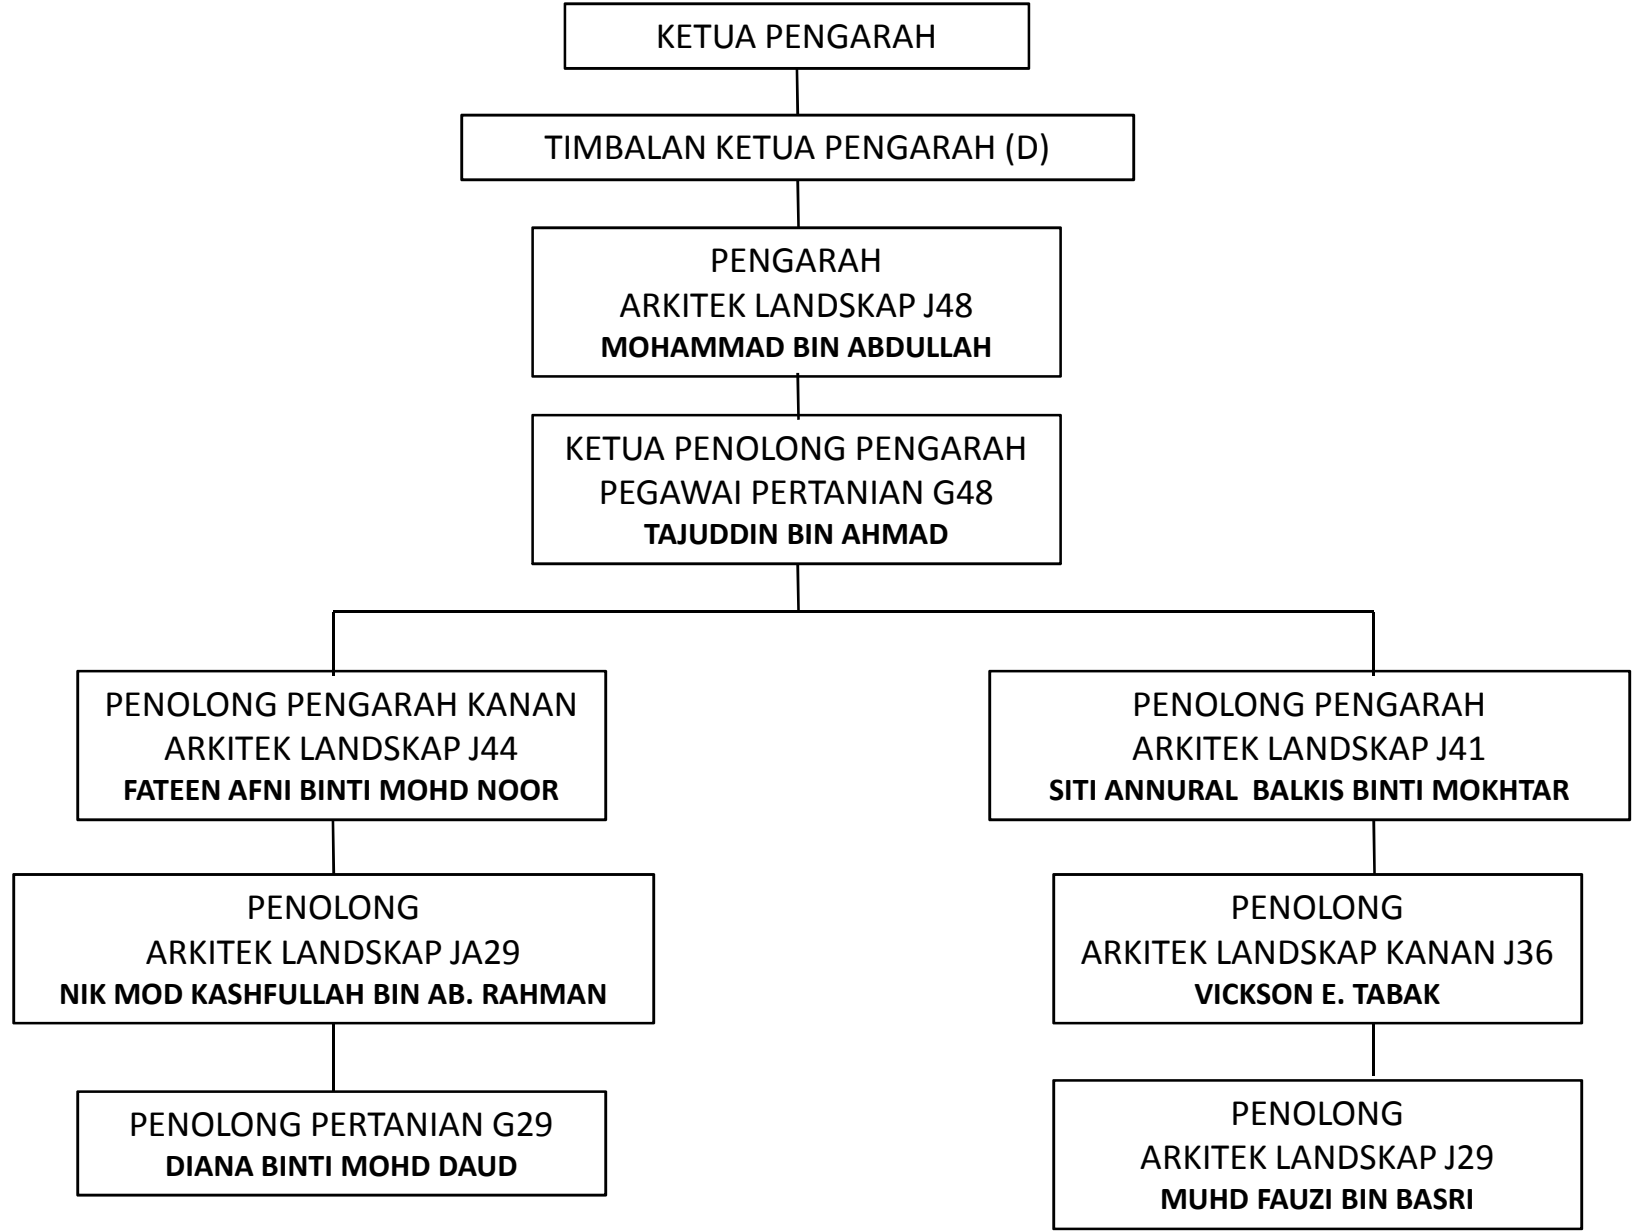 KETUA PENGARAH
TIMBALAN KETUA PENGARAH (D)
PENGARAH
ARKITEK LANDSKAP J48
MOHAMMAD BIN ABDULLAH
KETUA PENOLONG PENGARAH
PEGAWAI PERTANIAN G48
TAJUDDIN BIN AHMAD
PENOLONG PENGARAH KANAN
ARKITEK LANDSKAP J44
FATEEN AFNI BINTI MOHD NOOR
PENOLONG PENGARAH
ARKITEK LANDSKAP J41
SITI ANNURAL  BALKIS BINTI MOKHTAR
PENOLONG
ARKITEK LANDSKAP JA29
NIK MOD KASHFULLAH BIN AB. RAHMAN
PENOLONG
ARKITEK LANDSKAP KANAN J36
VICKSON E. TABAK
PENOLONG PERTANIAN G29
DIANA BINTI MOHD DAUD
PENOLONG
ARKITEK LANDSKAP J29
MUHD FAUZI BIN BASRI